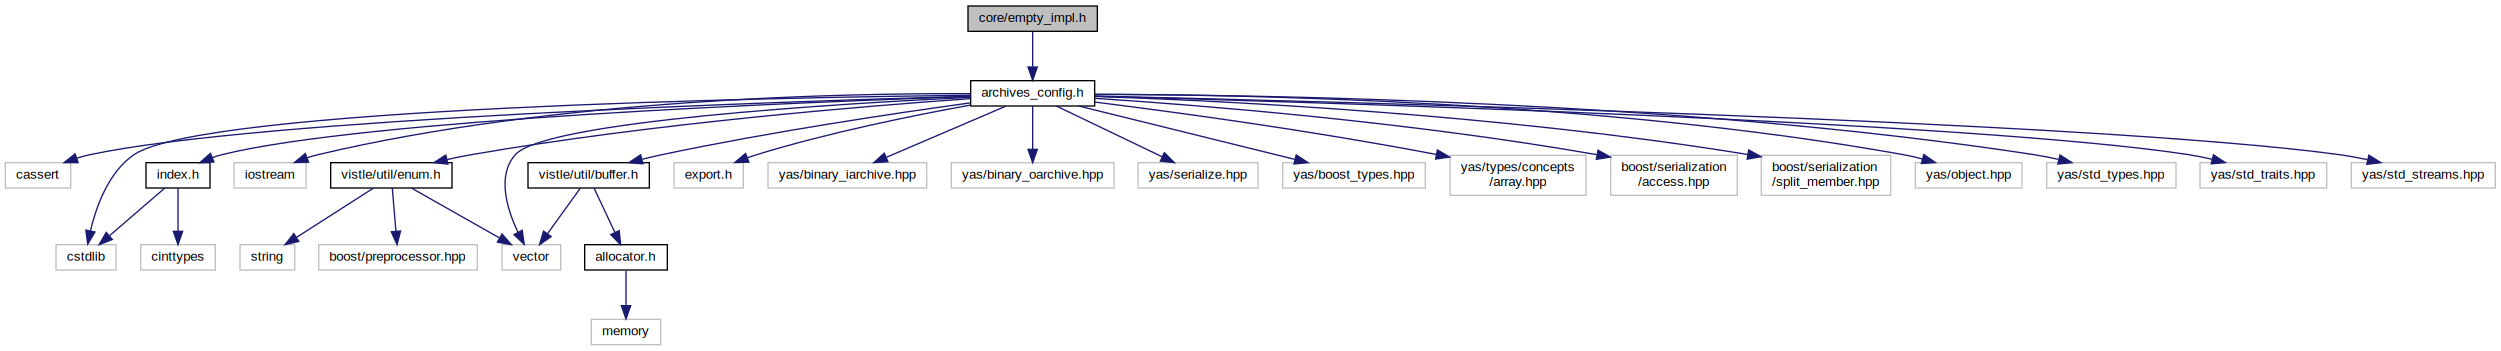 core/empty_impl.h
archives_config.h
cassert
index.h
iostream
vistle/util/enum.h
vistle/util/buffer.h
export.h
yas/binary_iarchive.hpp
yas/binary_oarchive.hpp
yas/serialize.hpp
yas/boost_types.hpp
yas/types/concepts
/array.hpp
boost/serialization
/access.hpp
boost/serialization
/split_member.hpp
yas/object.hpp
yas/std_types.hpp
yas/std_traits.hpp
yas/std_streams.hpp
cstdlib
cinttypes
string
boost/preprocessor.hpp
vector
allocator.h
memory